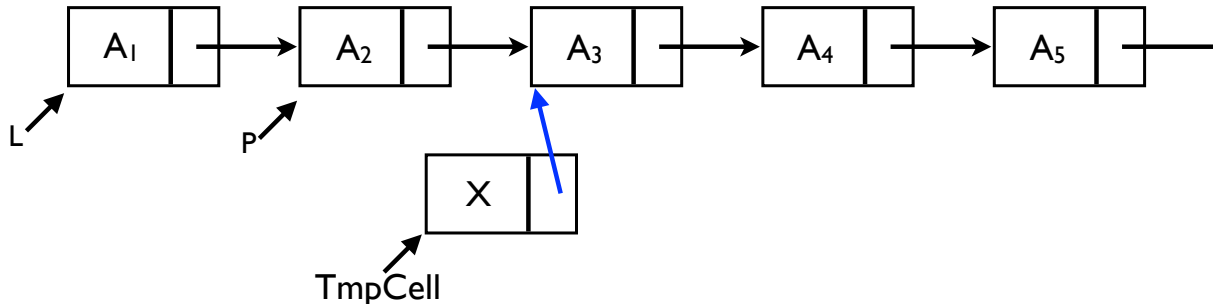 A₁ A₂ A₃ A₄ A₅
L P
X
TmpCell